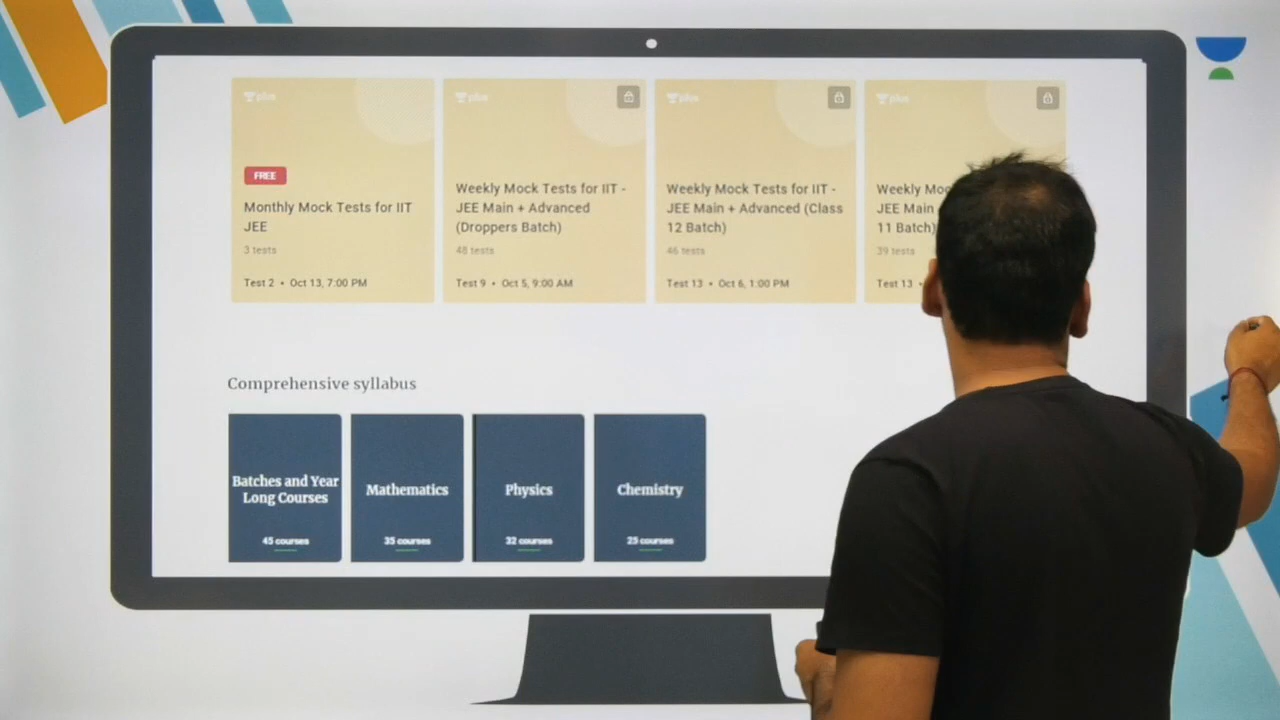 plus
plus
plus
plus
FREE
Monthly Mock Tests for IIT
JEE
3 tests
Test 2 • Oct 13, 7:00 PM
Weekly Mock Tests for IIT -
JEE Main + Advanced
(Droppers Batch)
48 tests
Test 9 • Oct 5, 9:00 AM
Weekly Mock Tests for IIT -
JEE Main + Advanced (Class
12 Batch)
46 tests
Test 13 • Oct 6, 1:00 PM
Weekly
JEE Main
11 Batch)
39 tests
Test 13 •
Comprehensive syllabus
Batches and Year
Long Courses
45 courses
Mathematics
35 courses
Physics
32 courses
Chemistry
25 courses